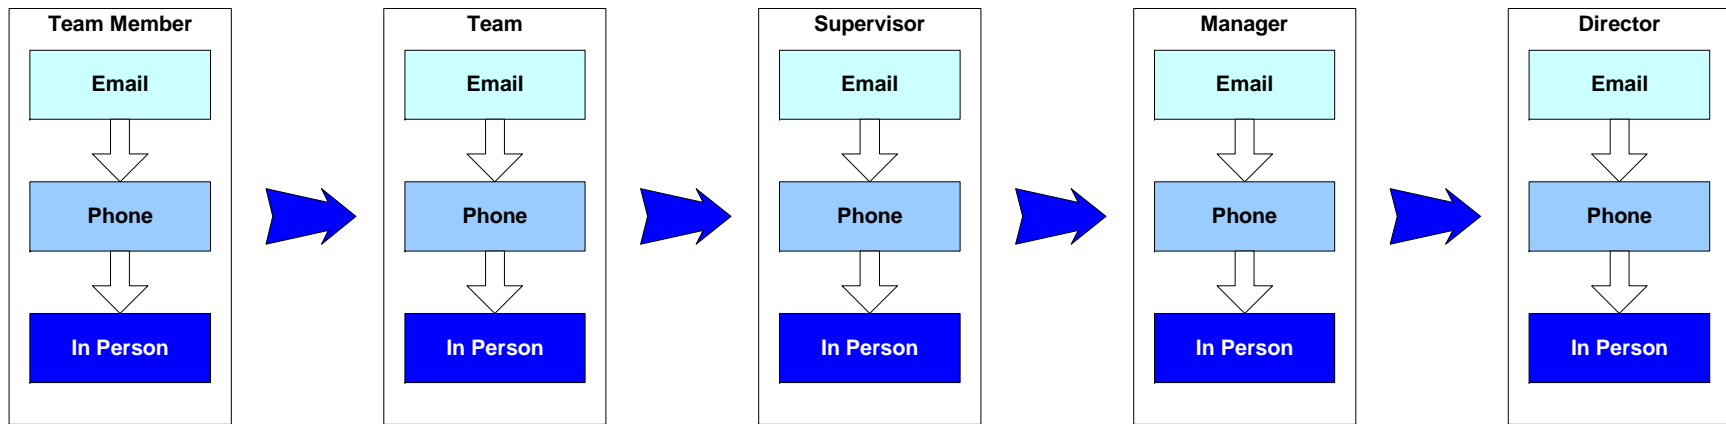 Team Member
Email
Phone
In Person
Team
Email
Phone
In Person
Supervisor
Email
Phone
In Person
Manager
Email
Phone
In Person
Director
Email
Phone
In Person